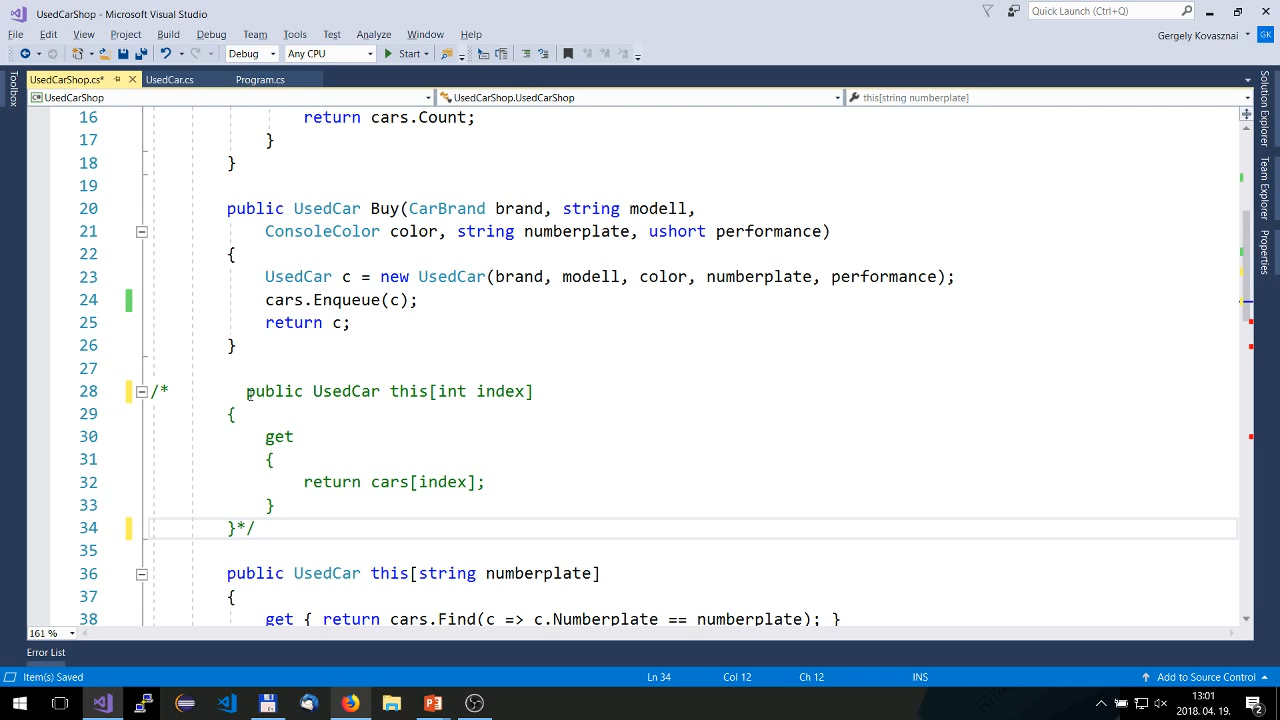 UsedCarShop - Microsoft Visual Studio
Quick Launch (Ctrl+Q)
File Edit View Project Build Debug Team Tools Test Analyze Window Help
Gergely Kovasznai GK
Debug Any CPU Start
UsedCarShop.cs* UsedCar.cs Program.cs
UsedCarShop UsedCarShop.UsedCarShop this[string numberplate]
Toolbox
Solution Explorer
Team Explorer
Properties
16 return cars.Count;
17 }
18 }
19
20 public UsedCar Buy(CarBrand brand, string modell,
21 ConsoleColor color, string numberplate, ushort performance)
22 {
23 UsedCar c = new UsedCar(brand, modell, color, numberplate, performance);
24 cars.Enqueue(c);
25 return c;
26 }
27
28 /* public UsedCar this[int index]
29 {
30 get
31 {
32 return cars[index];
33 }
34 }*/
35
36 public UsedCar this[string numberplate]
37 {
38 get { return cars.Find(c => c.Numberplate == numberplate); }
161 %
Error List
Item(s) Saved Ln 34 Col 12 Ch 12 INS Add to Source Control
13:01
2018. 04. 19.
2